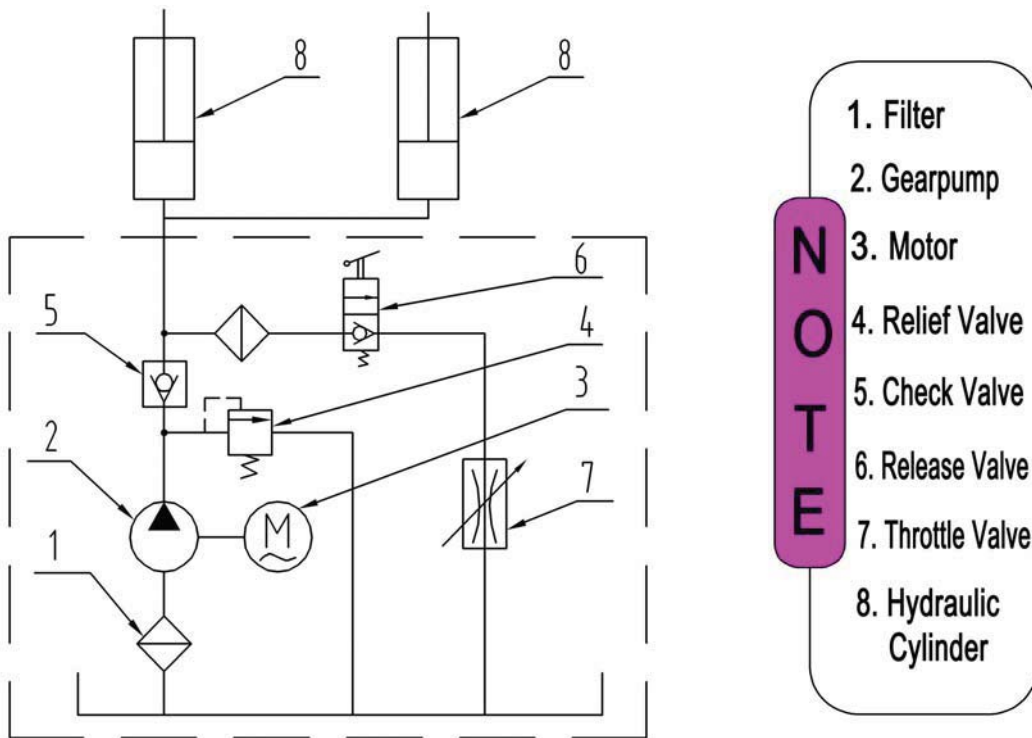 8
8
6
5
4
3
2
M
7
1
NOTE
1. Filter
2. Gearpump
3. Motor
4. Relief Valve
5. Check Valve
6. Release Valve
7. Throttle Valve
8. Hydraulic
Cylinder